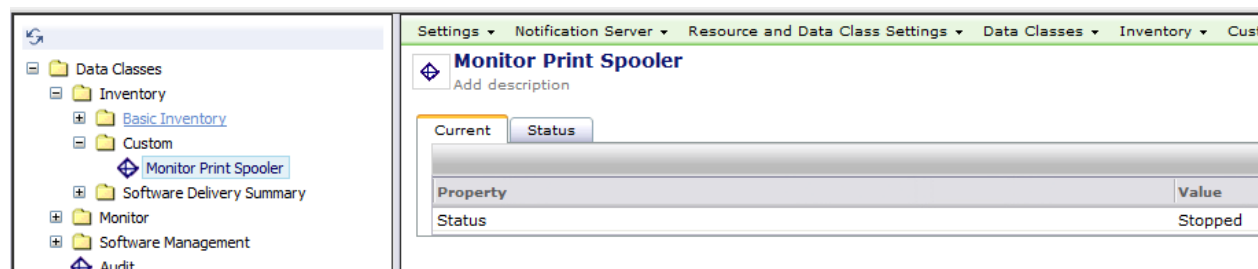 Data Classes
Inventory
Basic Inventory
Custom
Monitor Print Spooler
Software Delivery Summary
Monitor
Software Management
Audit
Settings Notification Server Resource and Data Class Settings Data Classes Inventory
Monitor Print Spooler
Add description
Current Status
Property Value
Status Stopped